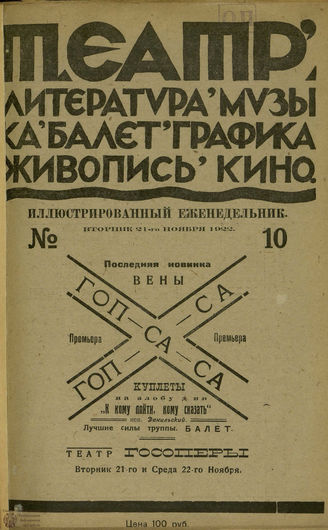 ТЕАТР'
ЛИТЕРАТУРА'МУЗЫ
КА'БАЛЕТ'ГРАФИКА
ЖИВОПИСЬ'КИНО.
ИЛЛЮСТРИРОВАННЫЙ ЕЖЕНЕДЕЛЬНИК.
ВТОРНИК 21-го НОЯБРЯ 1922.
№ 10
Последняя новинка
ВЕНЫ
ГОП—СА—СА
Премьера
Премьера
ГОП—СА—СА
КУПЛЕТЫ
на злобу дня
„К кому пойти, кому сказать"
Лучшие силы труппы. БАЛЕТ.
ТЕАТР ГОСОПЕРЫ
Вторник 21-го и Среда 22-го Ноября.
Цена 100 руб.